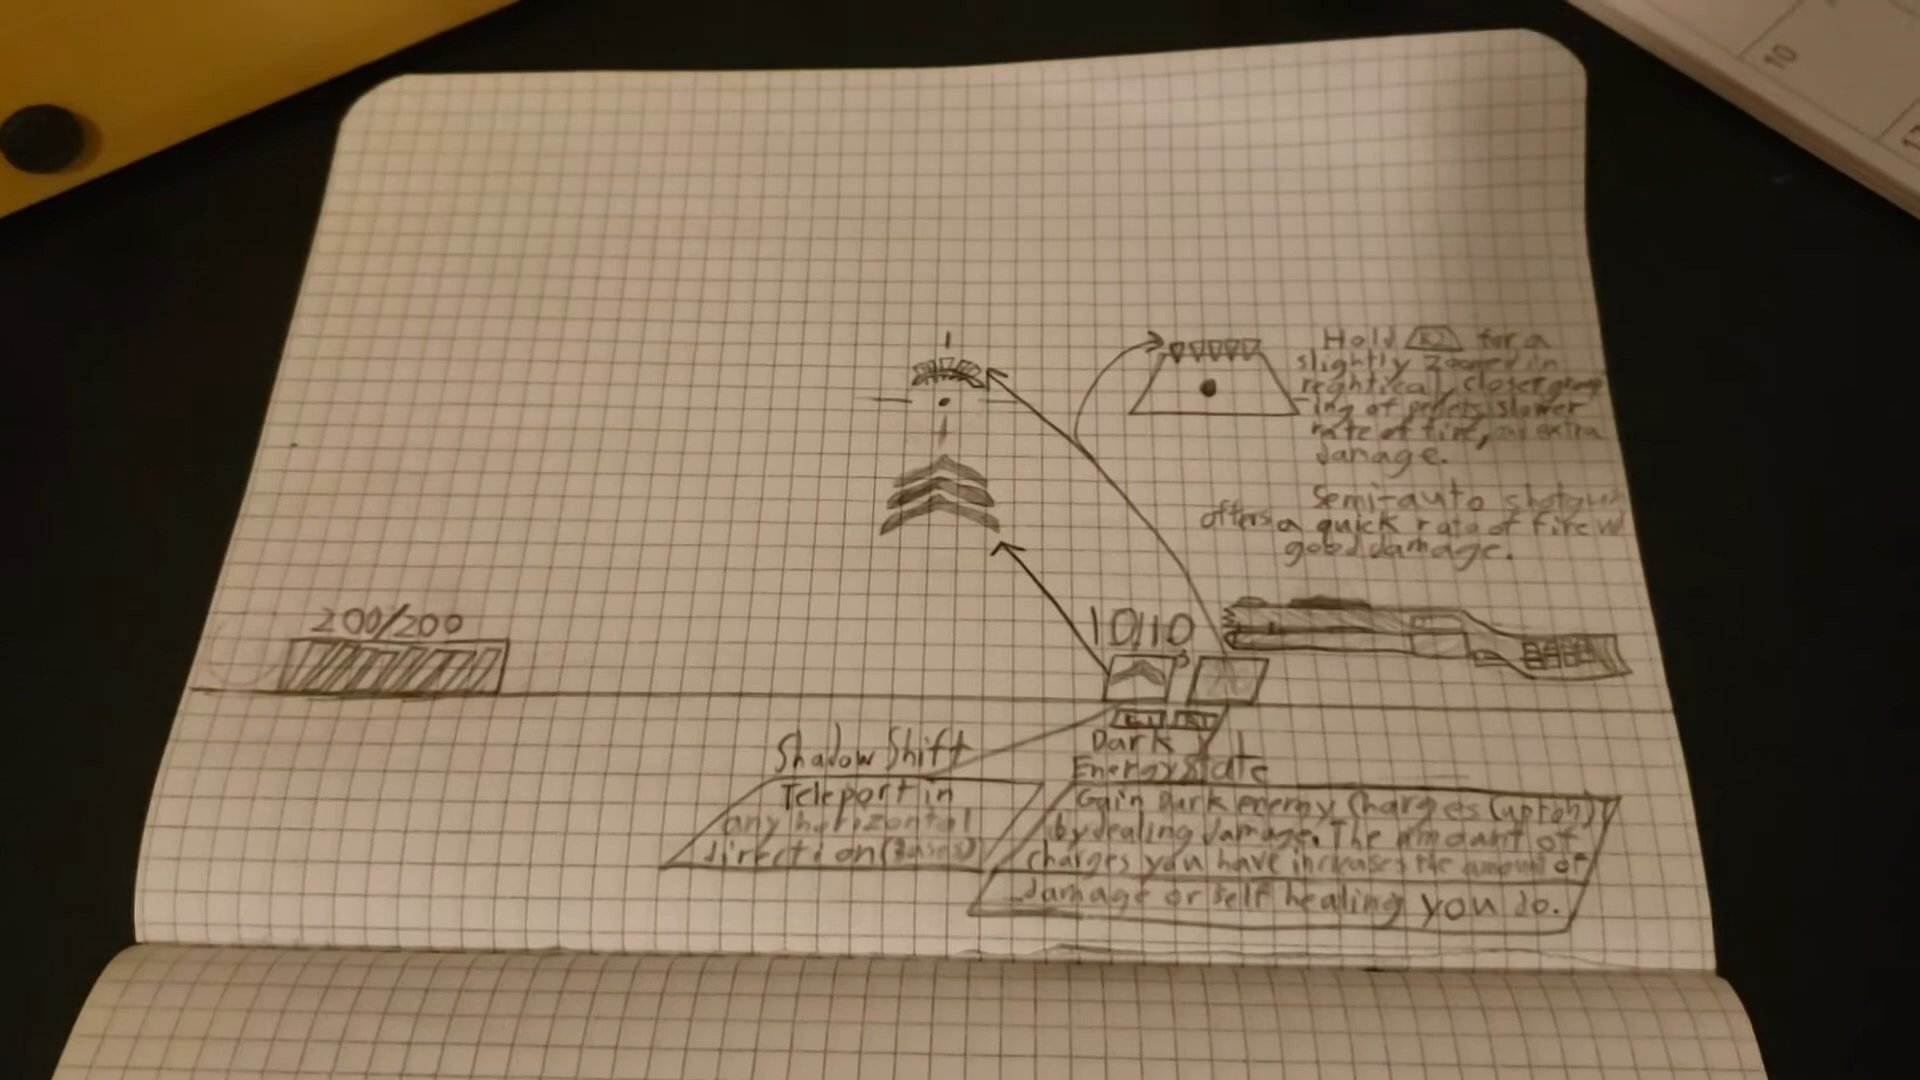 Hold R2 for a
slightly zoomed in
reghtical, closer group
ing of pellets, slower
rate of fire, and extra
damage.
Semi-auto shotgun
offers a quick rate of fire w/
good damage.
200/200
10/10
Shadow Shift
Teleport in
any horizontal
direction
Dark
Energy State
Gain Dark energy charges (up to
by dealing damage. The amount of
charges you have increases the amount of
damage or self healing you do.
10